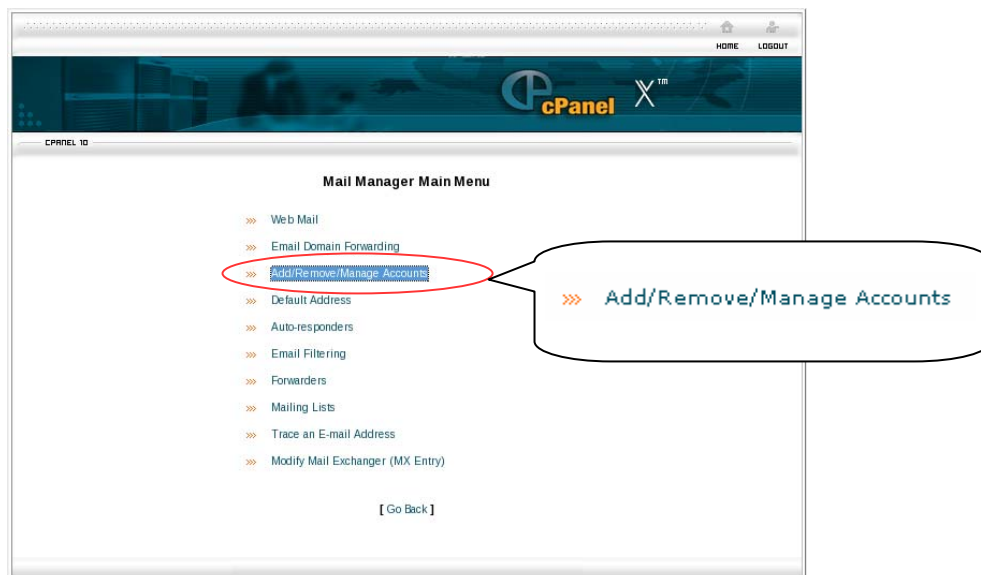 HOME LOGOUT
cPanel X™
CPANEL 10
Mail Manager Main Menu
»» Web Mail
»» Email Domain Forwarding
»» Add/Remove/Manage Accounts
»» Add/Remove/Manage Accounts
»» Default Address
»» Auto-responders
»» Email Filtering
»» Forwarders
»» Mailing Lists
»» Trace an E-mail Address
»» Modify Mail Exchanger (MX Entry)
[ Go Back ]